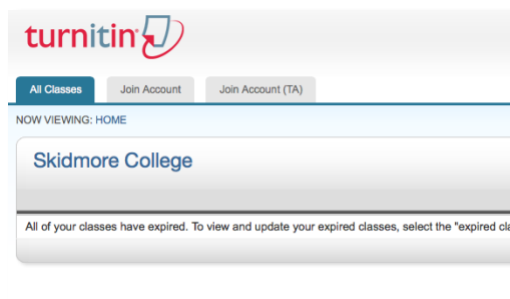 turnitin
All Classes Join Account Join Account (TA)
NOW VIEWING: HOME
Skidmore College
All of your classes have expired. To view and update your expired classes, select the "expired